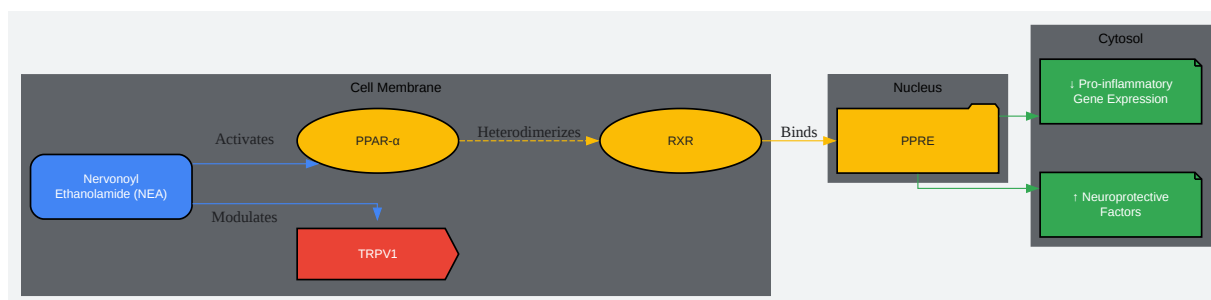 Cytosol
↓ Pro-inflammatory
Gene Expression
Cell Membrane
Nucleus
Activates
PPAR-α
Heterodimerizes
RXR
Binds
PPRE
Nervonoyl
Ethanolamide (NEA)
↑ Neuroprotective
Factors
Modulates
TRPV1